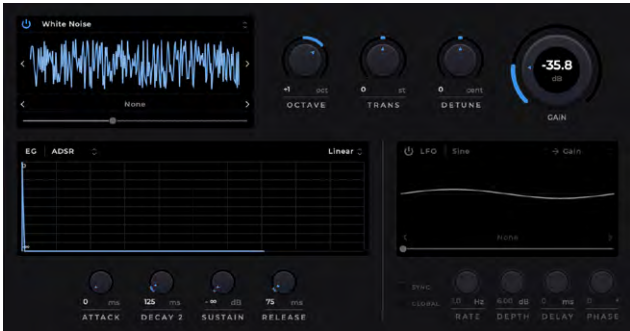 White Noise
None
+1 oct
OCTAVE
0 st
TRANS
0 cent
DETUNE
-35.8
dB
GAIN
EG ADSR Linear
-∞
0 ms
ATTACK
125 ms
DECAY 2
-∞ dB
SUSTAIN
75 ms
RELEASE
LFO Sine → Gain
None
SYNC
GLOBAL
1.0 Hz
RATE
6.00 dB
DEPTH
0 ms
DELAY
0 °
PHASE